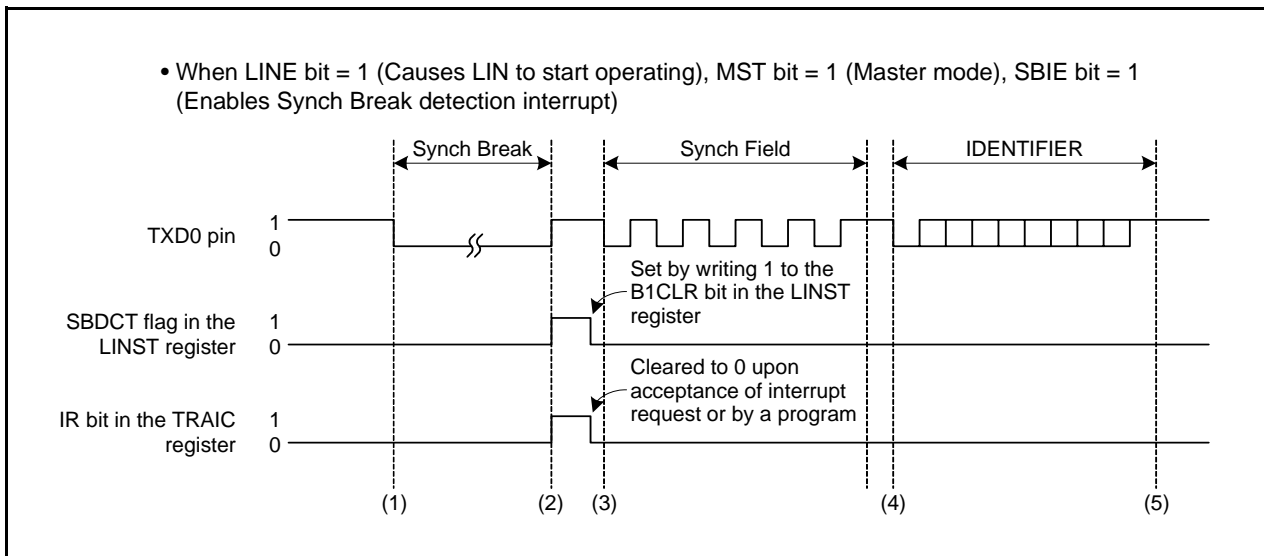 • When LINE bit = 1 (Causes LIN to start operating), MST bit = 1 (Master mode), SBIE bit = 1
(Enables Synch Break detection interrupt)
Synch Break
Synch Field
IDENTIFIER
TXD0 pin
1
0
Set by writing 1 to the
B1CLR bit in the LINST
register
SBDCT flag in the
LINST register
1
0
Cleared to 0 upon
acceptance of interrupt
request or by a program
IR bit in the TRAIC
register
1
0
(1)
(2)
(3)
(4)
(5)